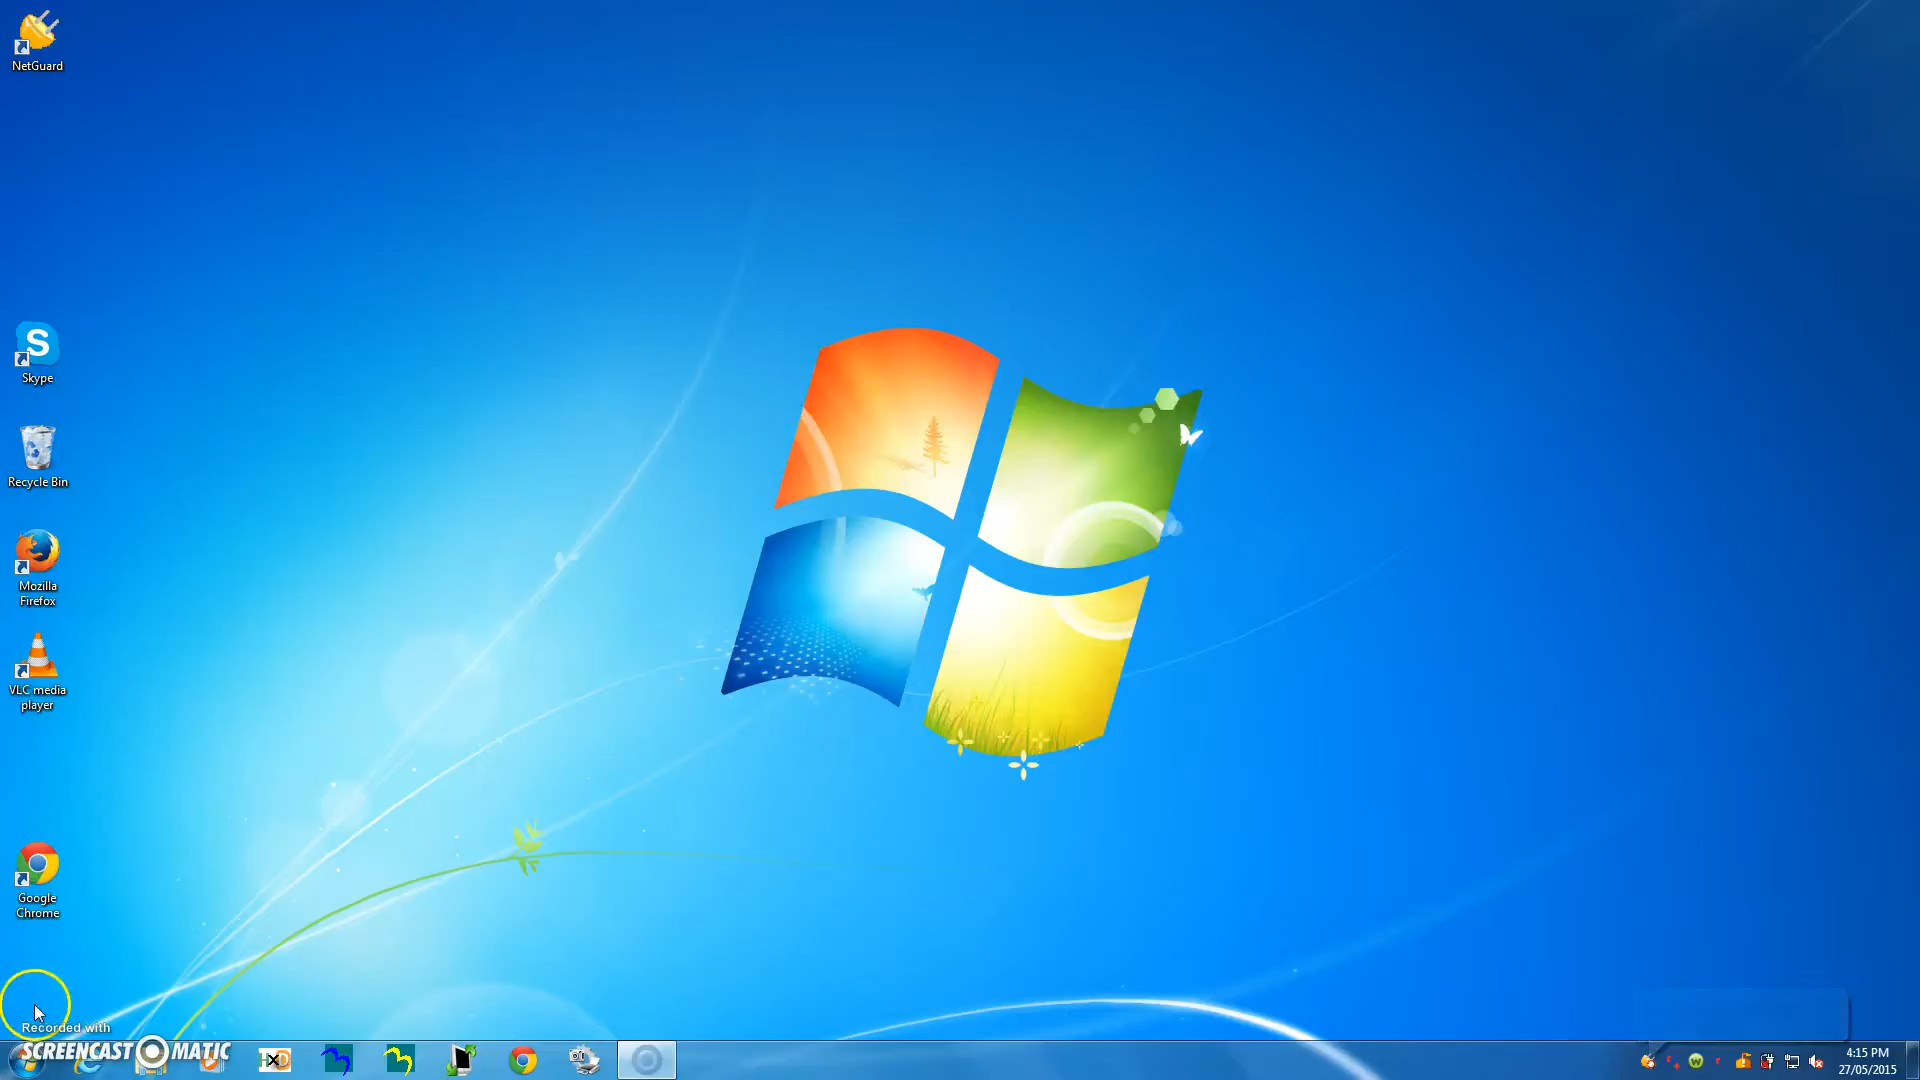 NetGuard
Skype
Recycle Bin
Mozilla
Firefox
VLC media
player
Google
Chrome
Recorded with
SCREENCAST MATIC
HXD
W
4:15 PM
27/05/2015